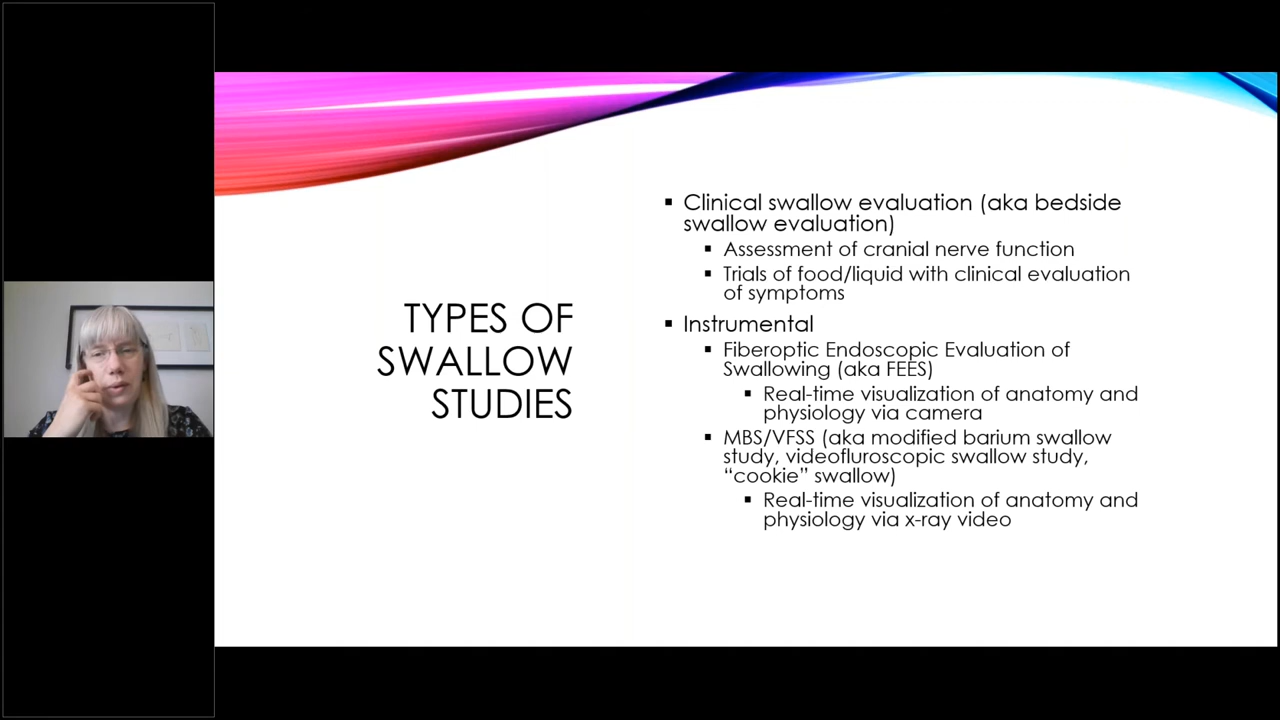 TYPES OF
SWALLOW
STUDIES
Clinical swallow evaluation (aka bedside
swallow evaluation)
Assessment of cranial nerve function
Trials of food/liquid with clinical evaluation
of symptoms
Instrumental
Fiberoptic Endoscopic Evaluation of
Swallowing (aka FEES)
Real-time visualization of anatomy and
physiology via camera
MBS/VFSS (aka modified barium swallow
study, videofluroscopic swallow study,
“cookie” swallow)
Real-time visualization of anatomy and
physiology via x-ray video